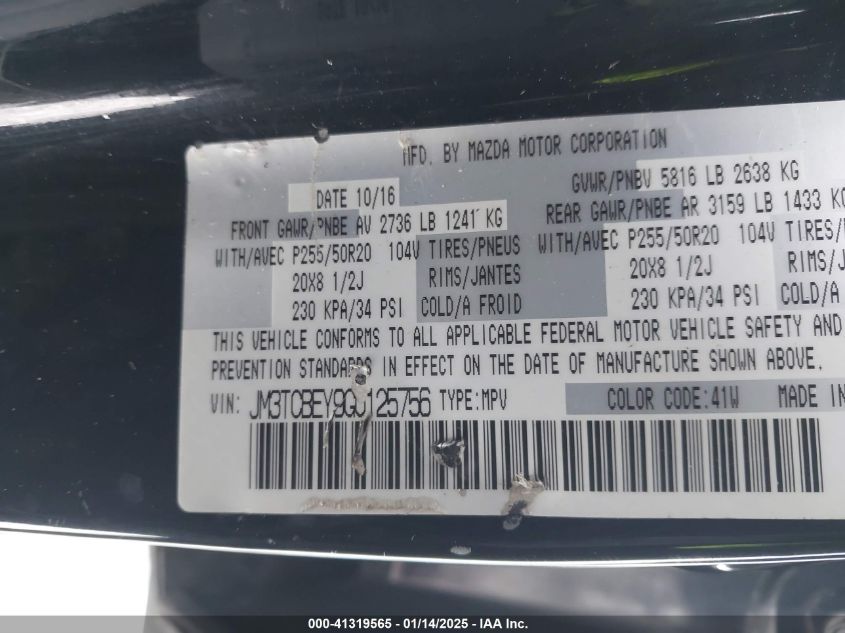 MFD. BY MAZDA MOTOR CORPORATION
DATE 10/16 GVWR/PNBV 5816 LB 2638 KG
FRONT GAWR/PNBE AV 2736 LB 1241 KG REAR GAWR/PNBE AR 3159 LB 1433 KG
WITH/AVEC P255/50R20 104V TIRES/PNEUS WITH/AVEC P255/50R20 104V TIRES/
20X8 1/2J RIMS/JANTES 20X8 1/2J RIMS/JA
230 KPA/34 PSI COLD/A FROID 230 KPA/34 PSI COLD/A
THIS VEHICLE CONFORMS TO ALL APPLICABLE FEDERAL MOTOR VEHICLE SAFETY AND
PREVENTION STANDARDS IN EFFECT ON THE DATE OF MANUFACTURE SHOWN ABOVE.
VIN: JM3TCBEY9G0125756 TYPE:MPV COLOR CODE:41W MADE IN
000-41319565 - 01/14/2025 - IAA Inc.